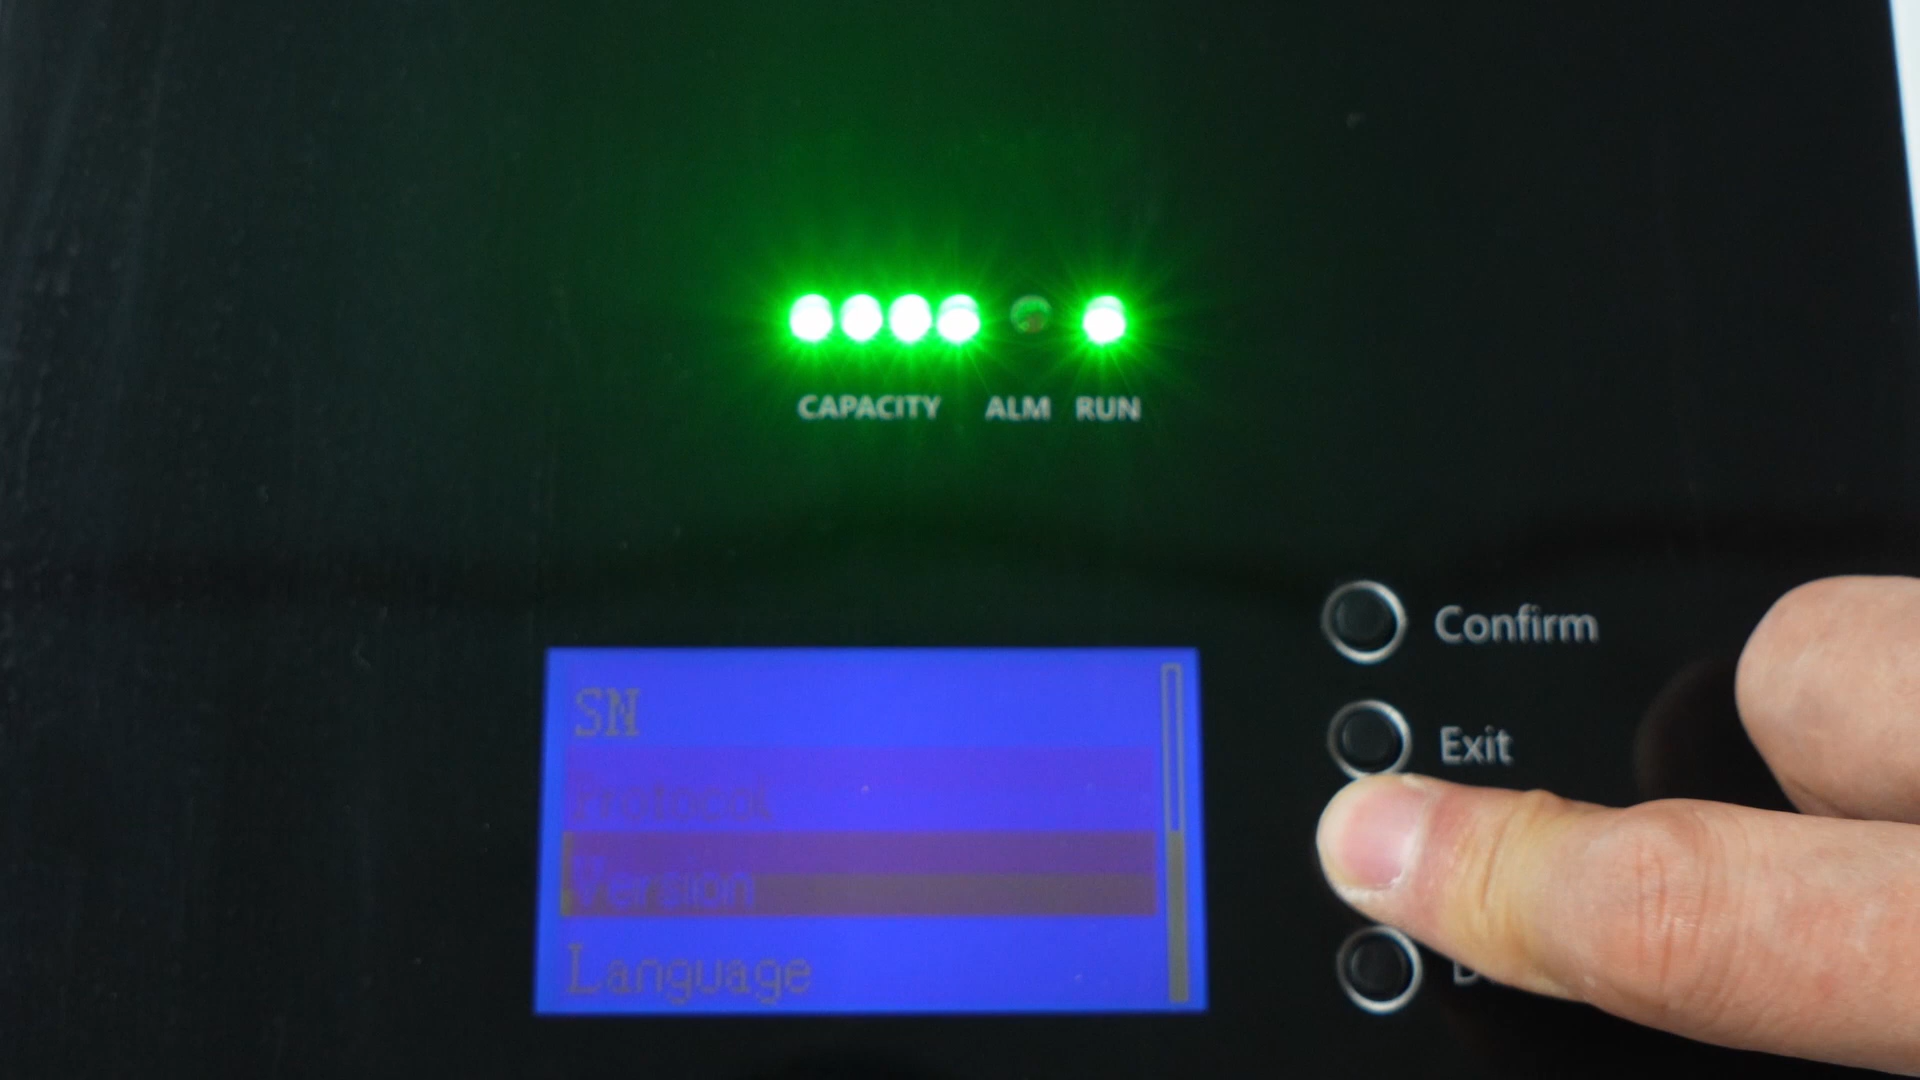 CAPACITY ALM RUN
SN
Protocol
Version
Language
Confirm
Exit